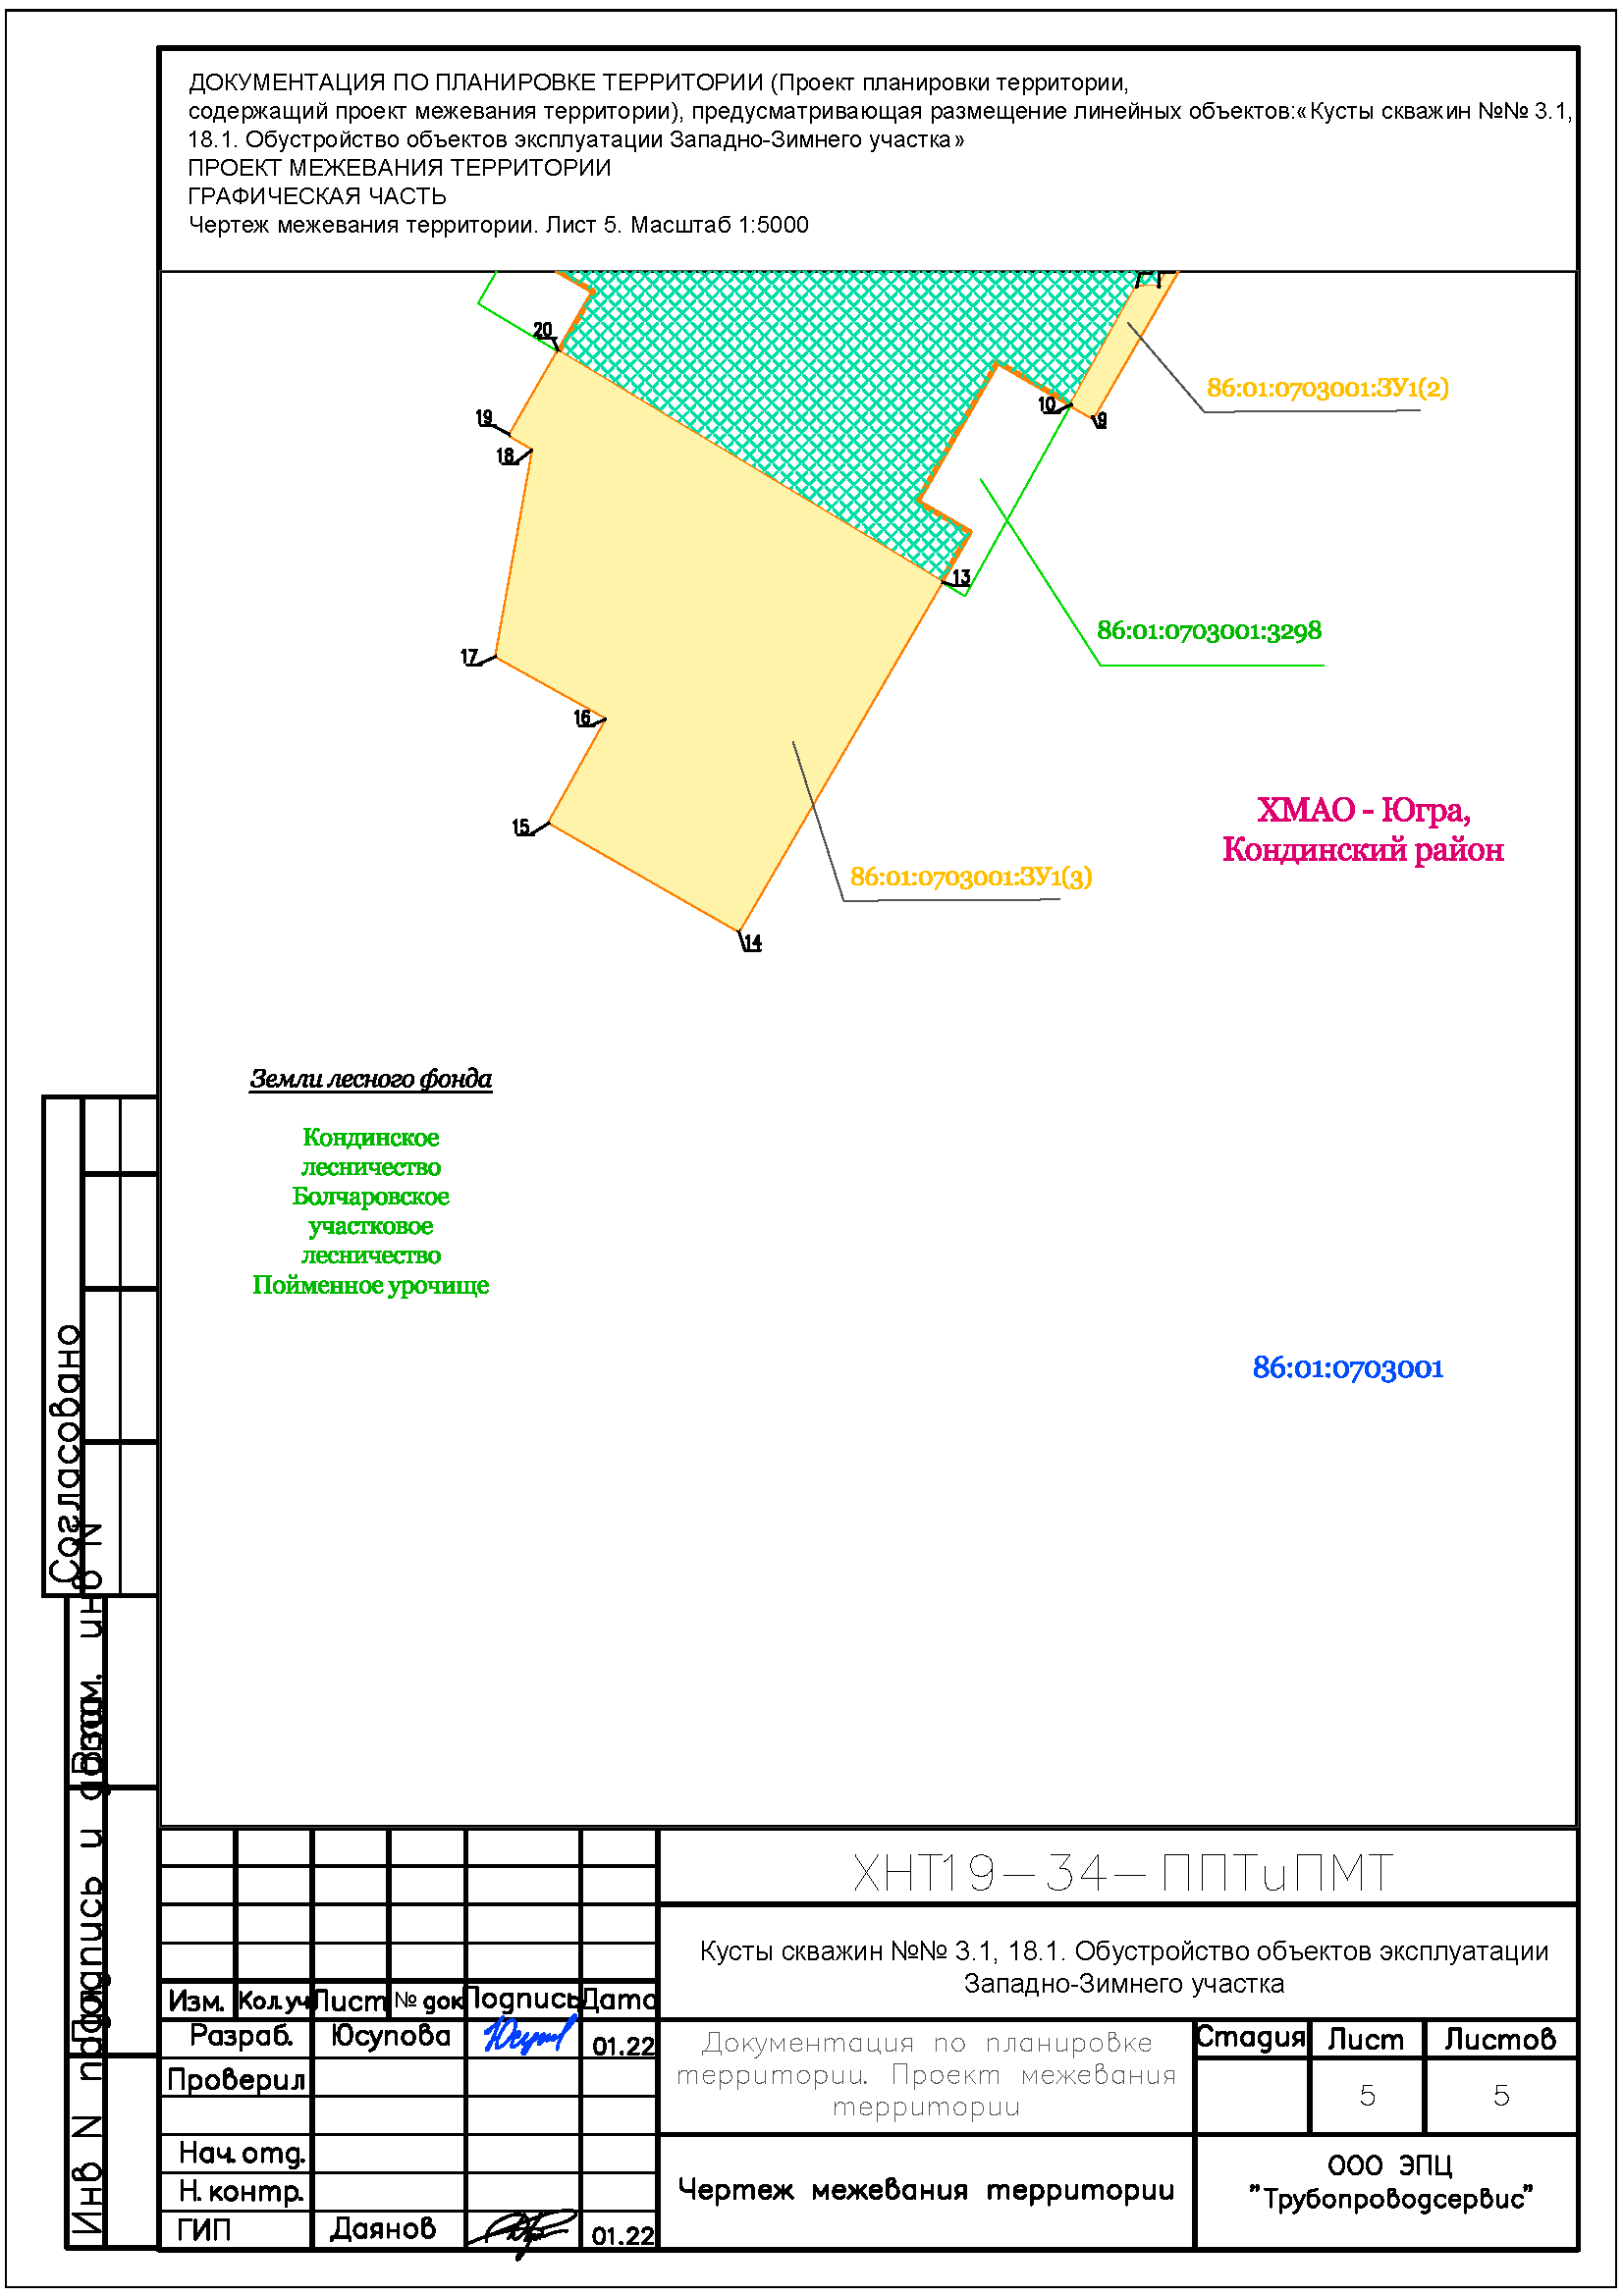 ДОКУМЕНТАЦИЯ ПО ПЛАНИРОВКЕ ТЕРРИТОРИИ (Проект планировки территории,
содержащий проект межевания территории), предусматривающая размещение линейных объектов:«Кусты скважин №№ 3.1,
18.1. Обустройство объектов эксплуатации Западно-Зимнего участка»
ПРОЕКТ МЕЖЕВАНИЯ ТЕРРИТОРИИ
ГРАФИЧЕСКАЯ ЧАСТЬ
Чертеж межевания территории. Лист 5. Масштаб 1:5000
20
86:01:0703001:ЗУ1(2)
10
9
19
18
13
86:01:0703001:3298
17
16
ХМАО - Югра,
Кондинский район
15
86:01:0703001:ЗУ1(3)
14
Земли лесного фонда
Кондинское
лесничество
Болчаровское
участковое
лесничество
Пойменное урочище
86:01:0703001
Согласовано
Взам. инв N
Подпись и дата
Инв N подл.
ХНТ19-34-ППТиПМТ
Кусты скважин №№ 3.1, 18.1. Обустройство объектов эксплуатации
Западно-Зимнего участка
Изм. Кол.уч Лист № док Подпись Дата
Разраб. Юсупова 01.22
Документация по планировке
территории. Проект межевания
территории
Стадия Лист Листов
5 5
Проверил
Нач. отд.
Н. контр.
ГИП Даянов 01.22
Чертеж межевания территории
ООО ЭПЦ
"Трубопроводсервис"